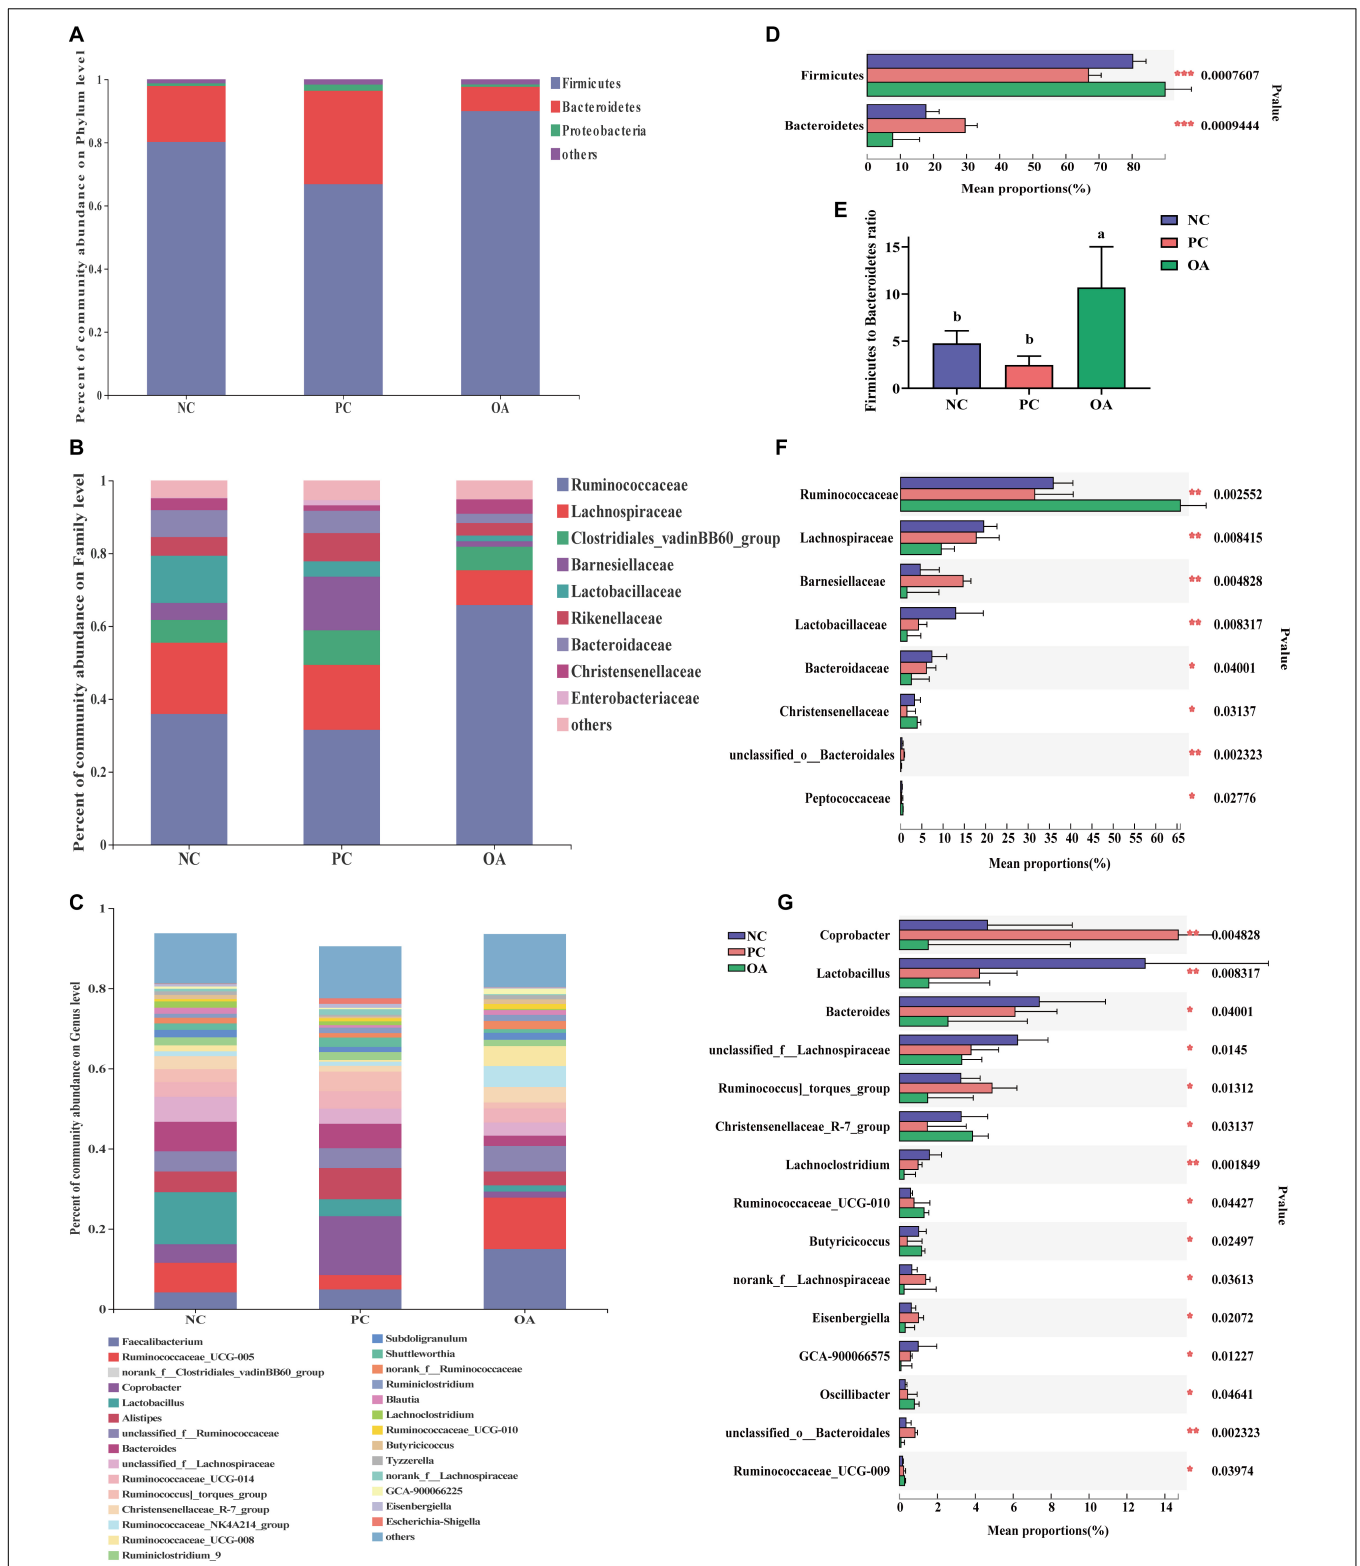 A
Percent of community abundance on Phylum level
1
0.8
0.6
0.4
0.2
0
NC
PC
OA
Firmicutes
Bacteroidetes
Proteobacteria
others
D
Firmicutes
Bacteroidetes
*** 0.0007607
*** 0.0009444
Pvalue
0 10 20 30 40 50 60 70 80
Mean proportions(%)
E
Firmicutes to Bacteroidetes ratio
15
10
5
0
b
b
a
NC
PC
OA
NC
PC
OA
B
Percent of community abundance on Family level
1
0.8
0.6
0.4
0.2
0
NC
PC
OA
Ruminococcaceae
Lachnospiraceae
Clostridiales_vadinBB60_group
Barnesiellaceae
Lactobacillaceae
Rikenellaceae
Bacteroidaceae
Christensenellaceae
Enterobacteriaceae
others
F
Ruminococcaceae ** 0.002552
Lachnospiraceae ** 0.008415
Barnesiellaceae ** 0.004828
Lactobacillaceae ** 0.008317
Bacteroidaceae * 0.04001
Christensenellaceae * 0.03137
unclassified_o__Bacteroidales ** 0.002323
Peptococcaceae * 0.02776
Pvalue
0 5 10 15 20 25 30 35 40 45 50 55 60 65
Mean proportions(%)
C
Percent of community abundance on Genus level
1
0.8
0.6
0.4
0.2
0
NC
PC
OA
Faecalibacterium
Ruminococcaceae_UCG-005
norank_f__Clostridiales_vadinBB60_group
Coprobacter
Lactobacillus
Alistipes
unclassified_f__Ruminococcaceae
Bacteroides
unclassified_f__Lachnospiraceae
Ruminococcaceae_UCG-014
Ruminococcus]_torques_group
Christensenellaceae_R-7_group
Ruminococcaceae_NK4A214_group
Ruminococcaceae_UCG-008
Ruminiclostridium_9
Subdoligranulum
Shuttleworthia
norank_f__Ruminococcaceae
Ruminiclostridium
Blautia
Lachnoclostridium
Ruminococcaceae_UCG-010
Butyricicoccus
Tyzzerella
norank_f__Lachnospiraceae
GCA-900066225
Eisenbergiella
Escherichia-Shigella
others
G
NC
PC
OA
Coprobacter ** 0.004828
Lactobacillus ** 0.008317
Bacteroides * 0.04001
unclassified_f__Lachnospiraceae * 0.0145
Ruminococcus]_torques_group * 0.01312
Christensenellaceae_R-7_group * 0.03137
Lachnoclostridium ** 0.001849
Ruminococcaceae_UCG-010 * 0.04427
Butyricicoccus * 0.02497
norank_f__Lachnospiraceae * 0.03613
Eisenbergiella * 0.02072
GCA-900066575 * 0.01227
Oscillibacter * 0.04641
unclassified_o__Bacteroidales ** 0.002323
Ruminococcaceae_UCG-009 * 0.03974
Pvalue
0 2 4 6 8 10 12 14
Mean proportions(%)